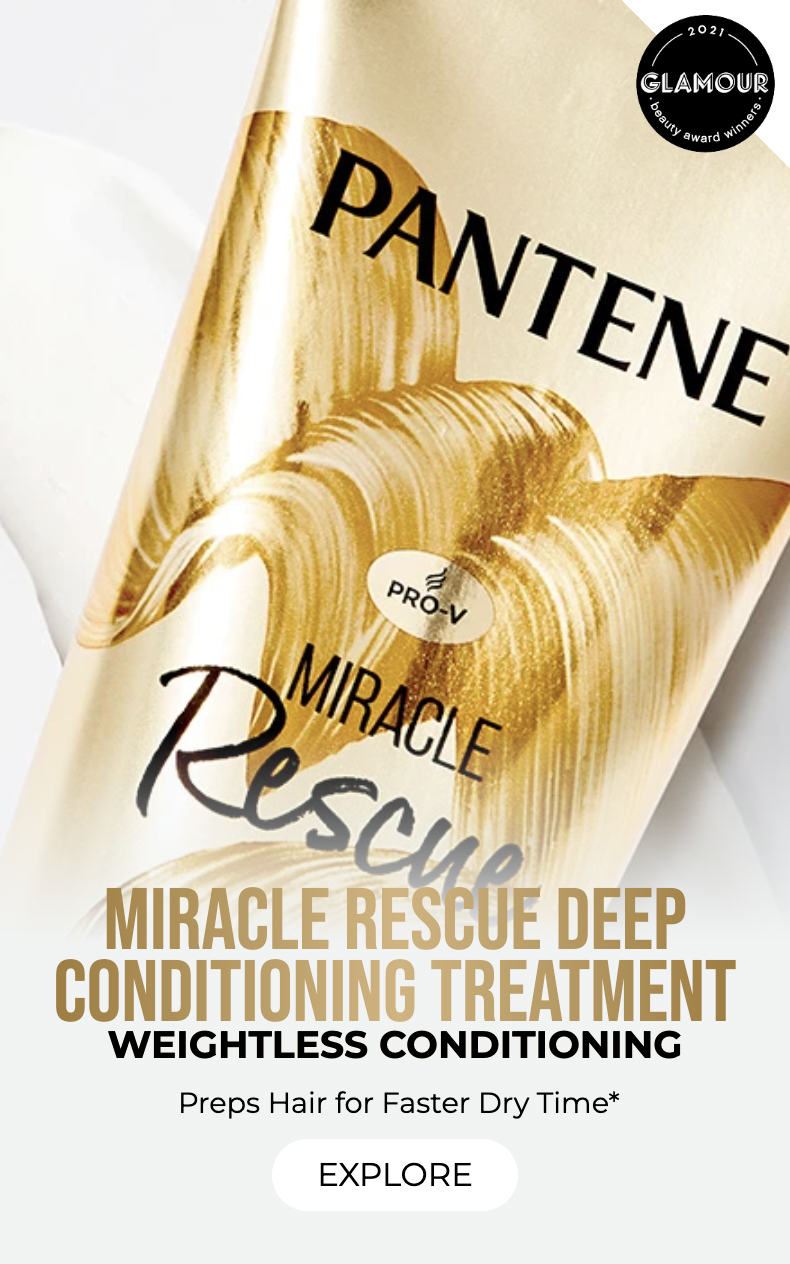 2021
GLAMOUR
beauty award winners
PANTENE
PRO-V
MIRACLE
Rescue
MIRACLE RESCUE DEEP
CONDITIONING TREATMENT
WEIGHTLESS CONDITIONING
Preps Hair for Faster Dry Time*
EXPLORE